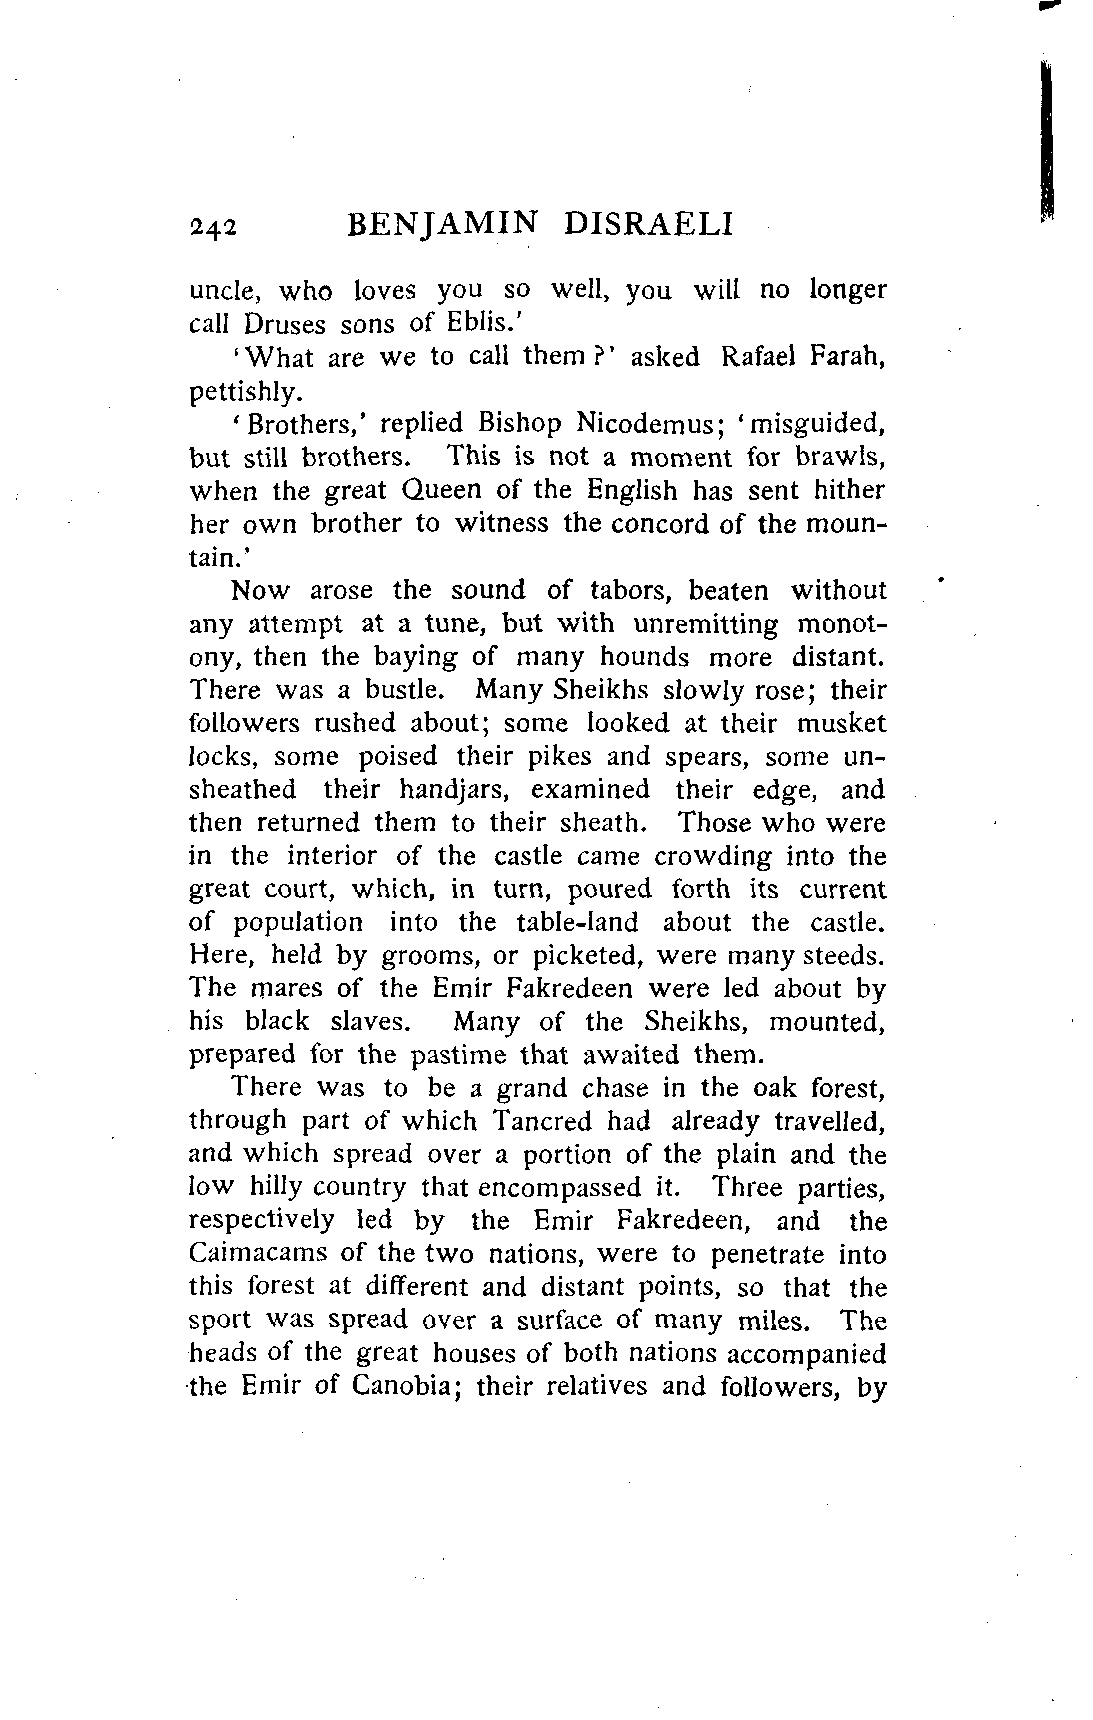 242 BENJAMIN DISRAELI
uncle, who loves you so well, you will no longer
call Druses sons of Eblis.'
'What are we to call them?' asked Rafael Farah,
pettishly.
'Brothers,' replied Bishop Nicodemus; 'misguided,
but still brothers. This is not a moment for brawls,
when the great Queen of the English has sent hither
her own brother to witness the concord of the moun-
tain.'
Now arose the sound of tabors, beaten without
any attempt at a tune, but with unremitting monot-
ony, then the baying of many hounds more distant.
There was a bustle. Many Sheikhs slowly rose; their
followers rushed about; some looked at their musket
locks, some poised their pikes and spears, some un-
sheathed their handjars, examined their edge, and
then returned them to their sheath. Those who were
in the interior of the castle came crowding into the
great court, which, in turn, poured forth its current
of population into the table-land about the castle.
Here, held by grooms, or picketed, were many steeds.
The mares of the Emir Fakredeen were led about by
his black slaves. Many of the Sheikhs, mounted,
prepared for the pastime that awaited them.
There was to be a grand chase in the oak forest,
through part of which Tancred had already travelled,
and which spread over a portion of the plain and the
low hilly country that encompassed it. Three parties,
respectively led by the Emir Fakredeen, and the
Caimacams of the two nations, were to penetrate into
this forest at different and distant points, so that the
sport was spread over a surface of many miles. The
heads of the great houses of both nations accompanied
the Emir of Canobia; their relatives and followers, by